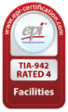 www.epi-certification.com
epi
TIA-942
RATED 4
Facilities